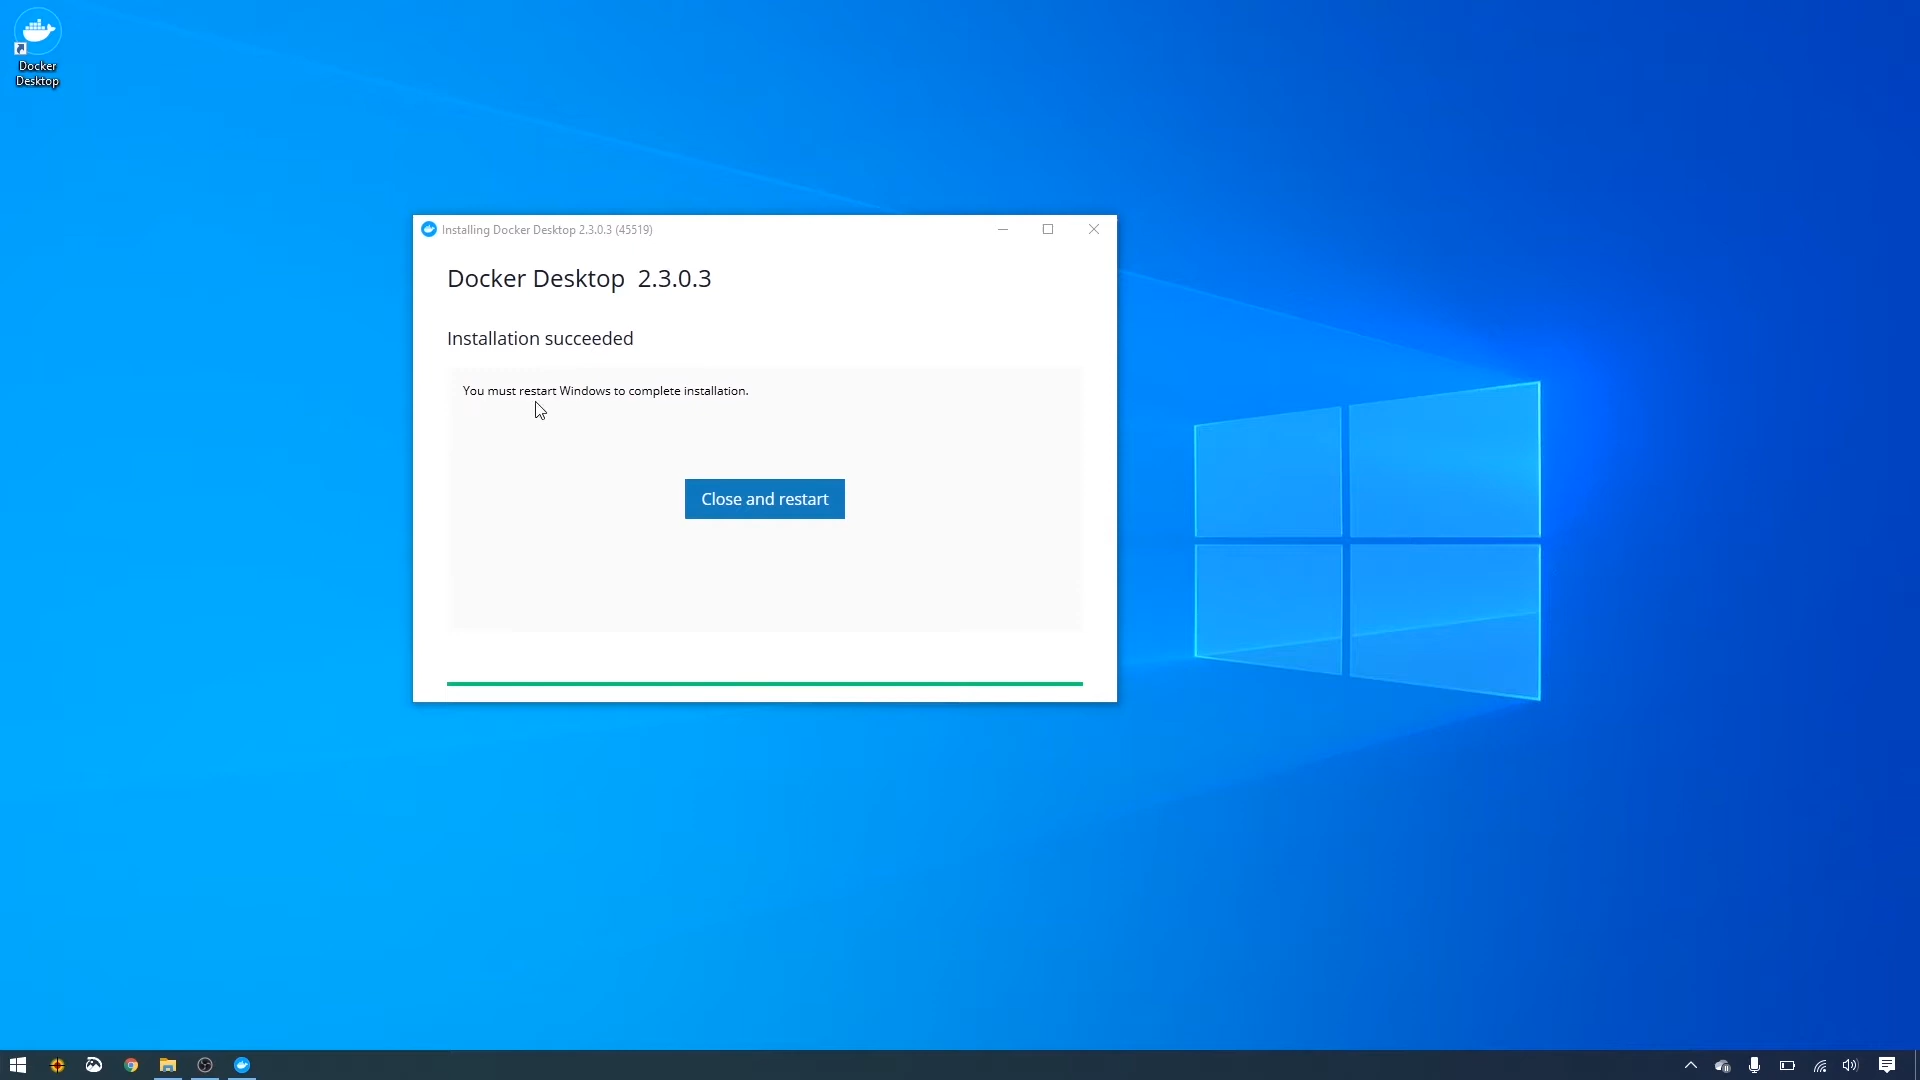 Docker
Desktop
Installing Docker Desktop 2.3.0.3 (45519)
Docker Desktop 2.3.0.3
Installation succeeded
You must restart Windows to complete installation.
Close and restart